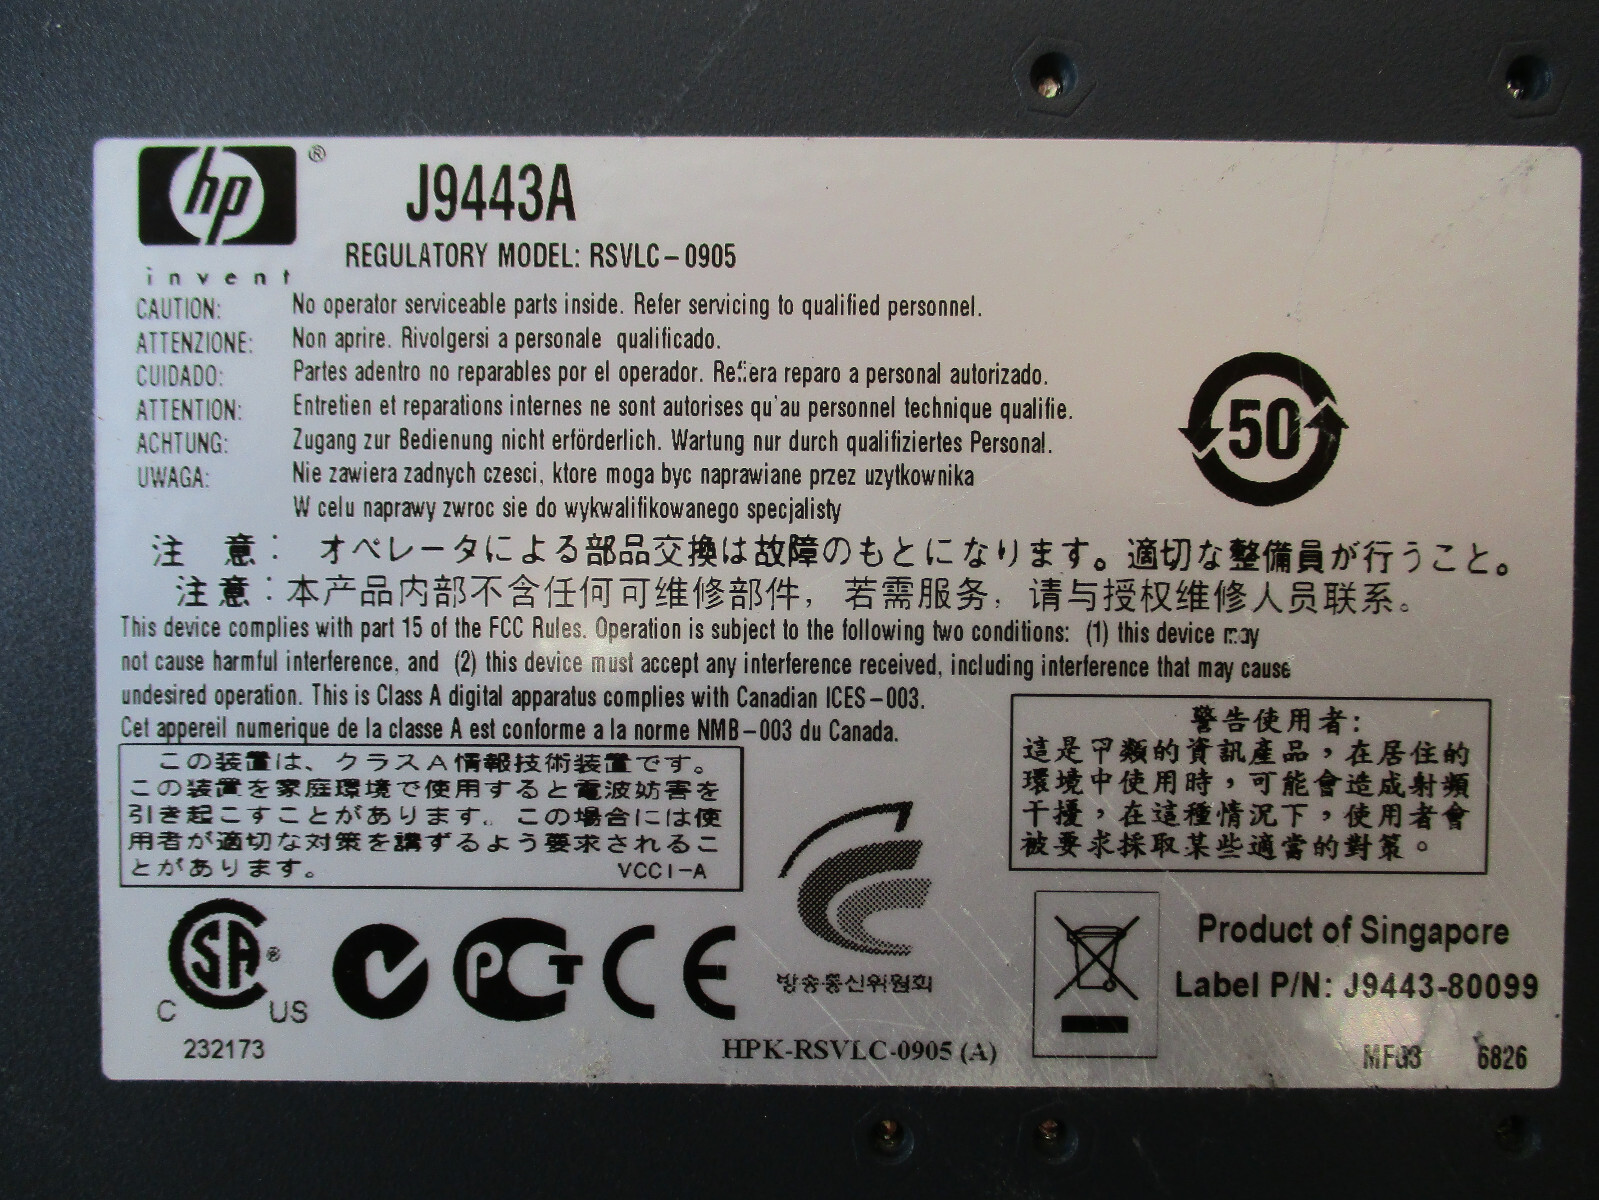 hp ®
invent
J9443A
REGULATORY MODEL: RSVLC-0905
CAUTION: No operator serviceable parts inside. Refer servicing to qualified personnel.
ATTENZIONE: Non aprire. Rivolgersi a personale qualificado.
CUIDADO: Partes adentro no reparables por el operador. Refiera reparo a personal autorizado.
ATTENTION: Entretien et reparations internes ne sont autorises qu'au personnel technique qualifie.
ACHTUNG: Zugang zur Bedienung nicht erförderlich. Wartung nur durch qualifiziertes Personal.
UWAGA: Nie zawiera zadnych czesci, ktore moga byc naprawiane przez uzytkownika
W celu naprawy zwroc sie do wykwalifikowanego specjalisty
50
注 意: オペレータによる部品交換は故障のもとになります。適切な整備員が行うこと。
注意:本产品内部不含任何可维修部件，若需服务，请与授权维修人员联系。
This device complies with part 15 of the FCC Rules. Operation is subject to the following two conditions: (1) this device may
not cause harmful interference, and (2) this device must accept any interference received, including interference that may cause
undesired operation. This is Class A digital apparatus complies with Canadian ICES-003.
Cet appereil numerique de la classe A est conforme a la norme NMB-003 du Canada.
この装置は、クラスA情報技術装置です。
この装置を家庭環境で使用すると電波妨害を
引き起こすことがあります。この場合には使
用者が適切な対策を講ずるよう要求されるこ
とがあります。 VCCI-A
警告使用者:
這是甲類的資訊產品，在居住的
環境中使用時，可能會造成射頻
干擾，在這種情況下，使用者會
被要求採取某些適當的對策。
SA ®
C US
232173
PCT
CE
방송통신위원회
HPK-RSVLC-0905 (A)
Product of Singapore
Label P/N: J9443-80099
MFG3 6826